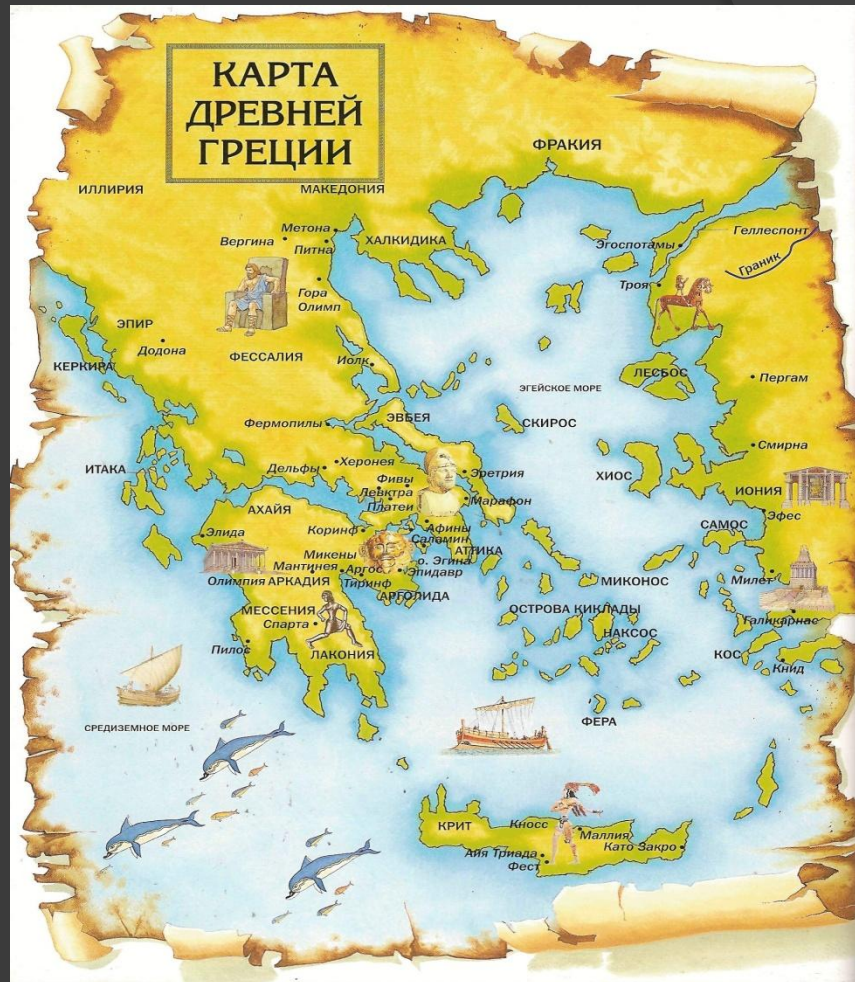 КАРТА
ДРЕВНЕЙ
ГРЕЦИИ
ФРАКИЯ
ИЛЛИРИЯ
МАКЕДОНИЯ
Метона
Вергина
Питна
ХАЛКИДИКА
Эгоспотамы
Геллеспонт
Граник
Троя
Гора
Олимп
ЭПИР
Додона
ФЕССАЛИЯ
Иолк
КЕРКИРА
ЛЕСБОС
Пергам
ЭГЕЙСКОЕ МОРЕ
ЭВБЕЯ
СКИРОС
Фермопилы
Смирна
ИТАКА
Дельфы
Херонея
Фивы
Эретрия
ХИОС
Левктра
Платеи
Марафон
ИОНИЯ
АХАЙЯ
Эфес
Элида
Коринф
Афины
САМОС
Саламин
АТТИКА
Микены
о. Эгина
Мантинея
Аргос
Эпидавр
Олимпия
АРКАДИЯ
Тиринф
МИКОНОС
Милет
АРГОЛИДА
МЕССЕНИЯ
ОСТРОВА КИКЛАДЫ
Галикарнас
Спарта
НАКСОС
Пилос
ЛАКОНИЯ
КОС
Книд
ФЕРА
СРЕДИЗЕМНОЕ МОРЕ
КРИТ
Кносс
Маллия
Като Закро
Айя Триада
Фест